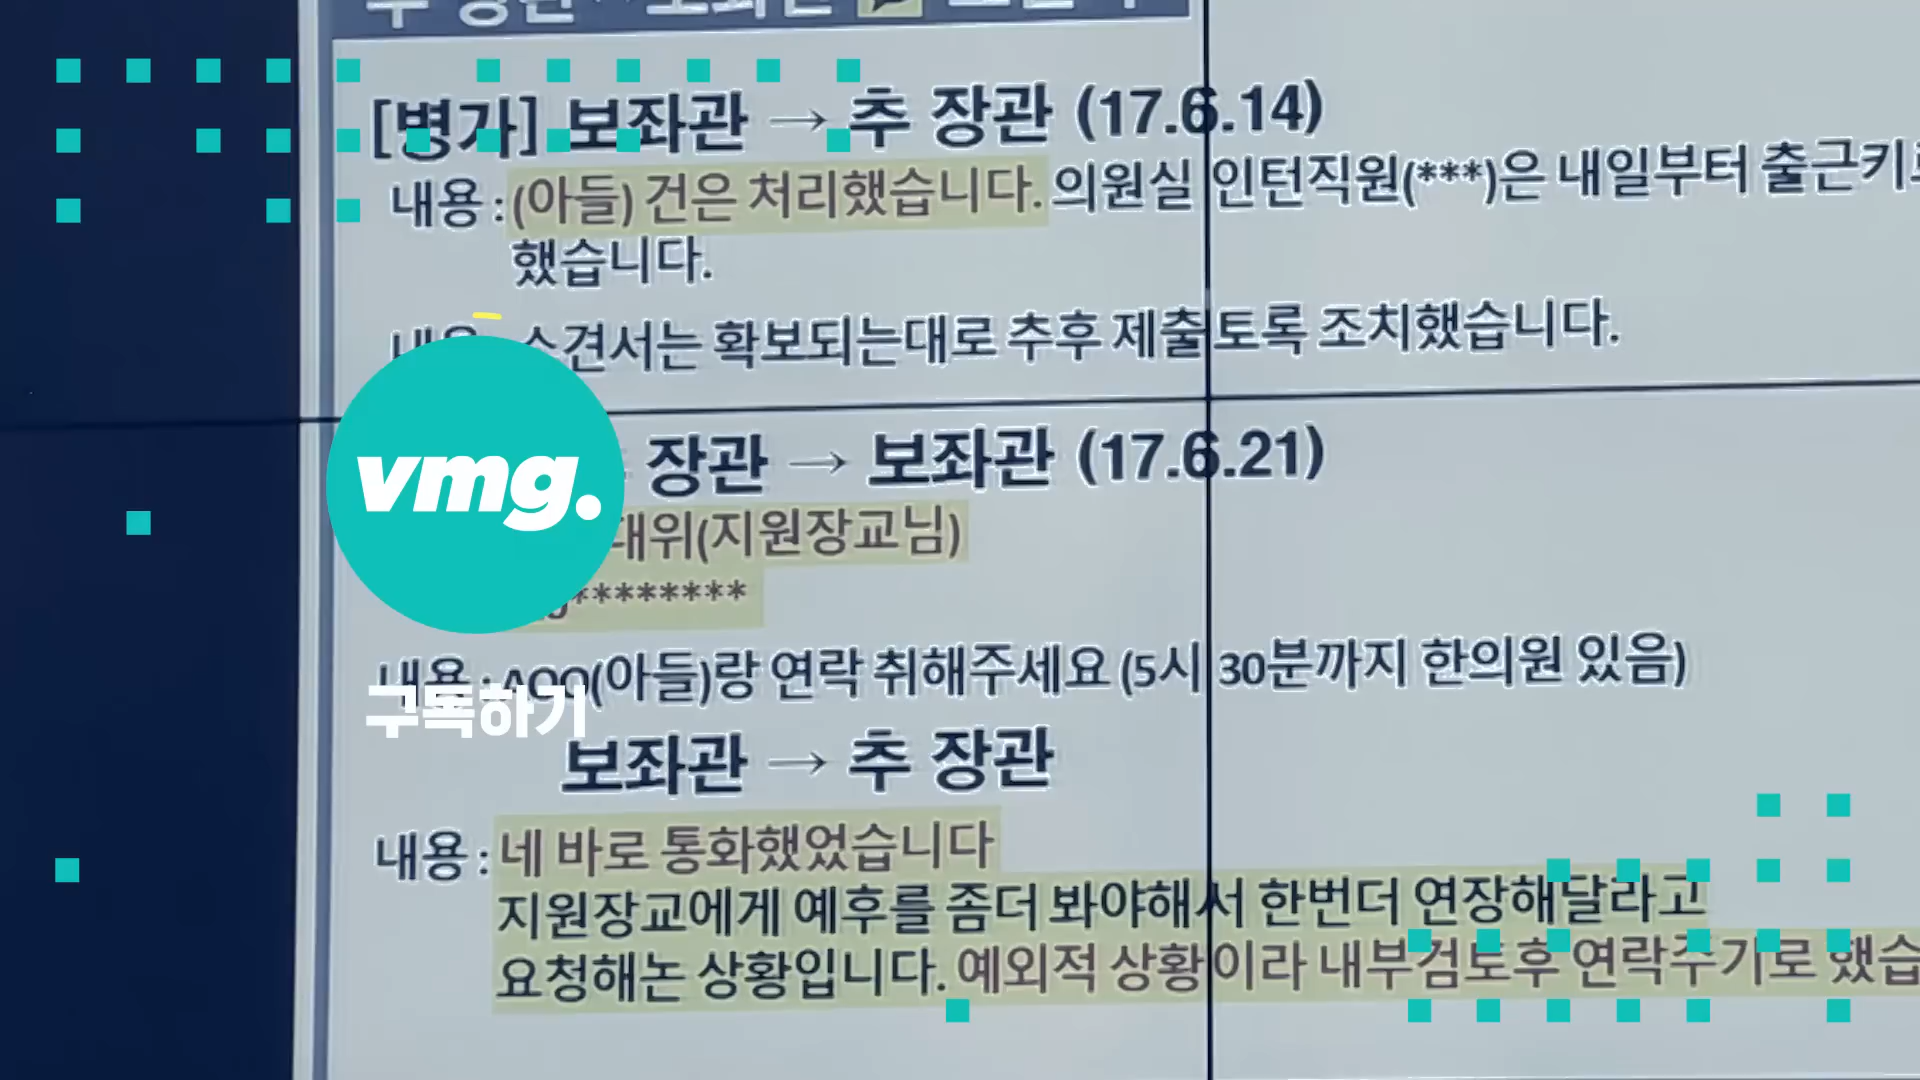 [병가] 보좌관 → 추 장관 (17.6.14)
내용 : (아들) 건은 처리했습니다. 의원실 인턴직원(***)은 내일부터 출근키로
했습니다.
내용 소견서는 확보되는대로 추후 제출토록 조치했습니다.
장관 → 보좌관 (17.6.21)
대위(지원장교님)
********
vmg.
내용 : AOO(아들)랑 연락 취해주세요 (5시 30분까지 한의원 있음)
구독하기
보좌관 → 추 장관
내용 : 네 바로 통화했었습니다
지원장교에게 예후를 좀더 봐야해서 한번더 연장해달라고
요청해논 상황입니다. 예외적 상황이라 내부검토후 연락주기로 했습